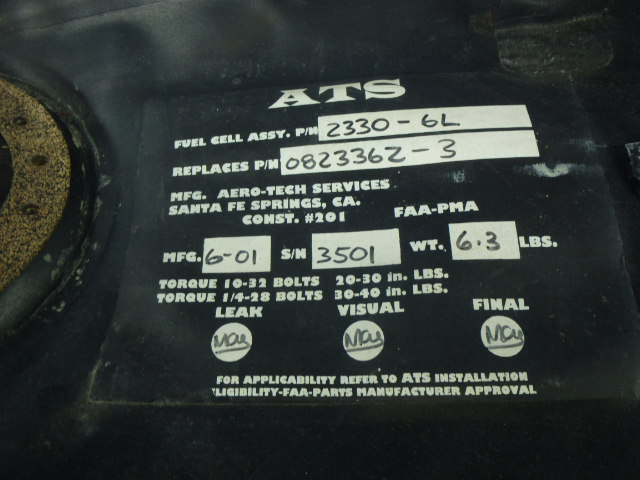 ATS
FUEL CELL ASSY. P/N 2330-6L
REPLACES P/N 0823362-3
MFG. AERO-TECH SERVICES
SANTA FE SPRINGS, CA.
CONST. #201 FAA-PMA
MFG. 6-01 S/N 3501 WT. 6.3 LBS.
TORQUE 10-32 BOLTS 20-30 in. LBS.
TORQUE 1/4-28 BOLTS 30-40 in. LBS.
LEAK VISUAL FINAL
FOR APPLICABILITY REFER TO ATS INSTALLATION
LIGIBILITY-FAA-PARTS MANUFACTURER APPROVAL